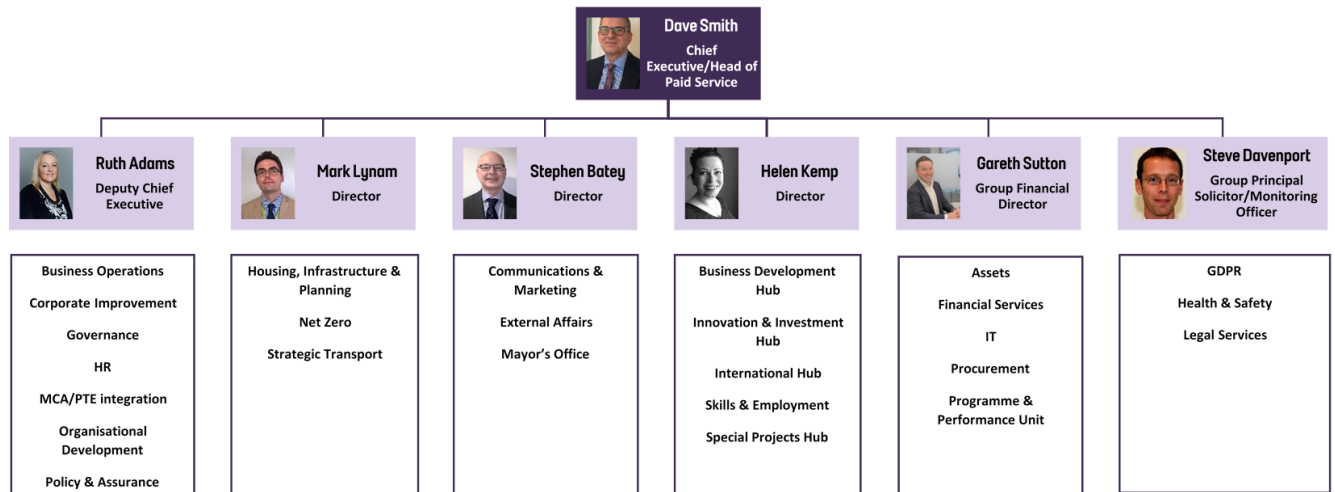 Dave Smith
Chief
Executive/Head of
Paid Service
Ruth Adams
Deputy Chief
Executive
Mark Lynam
Director
Stephen Batey
Director
Helen Kemp
Director
Gareth Sutton
Group Financial
Director
Steve Davenport
Group Principal
Solicitor/Monitoring
Officer
Business Operations
Corporate Improvement
Governance
HR
MCA/PTE integration
Organisational
Development
Policy & Assurance
Housing, Infrastructure &
Planning
Net Zero
Strategic Transport
Communications &
Marketing
External Affairs
Mayor’s Office
Business Development
Hub
Innovation & Investment
Hub
International Hub
Skills & Employment
Special Projects Hub
Assets
Financial Services
IT
Procurement
Programme &
Performance Unit
GDPR
Health & Safety
Legal Services